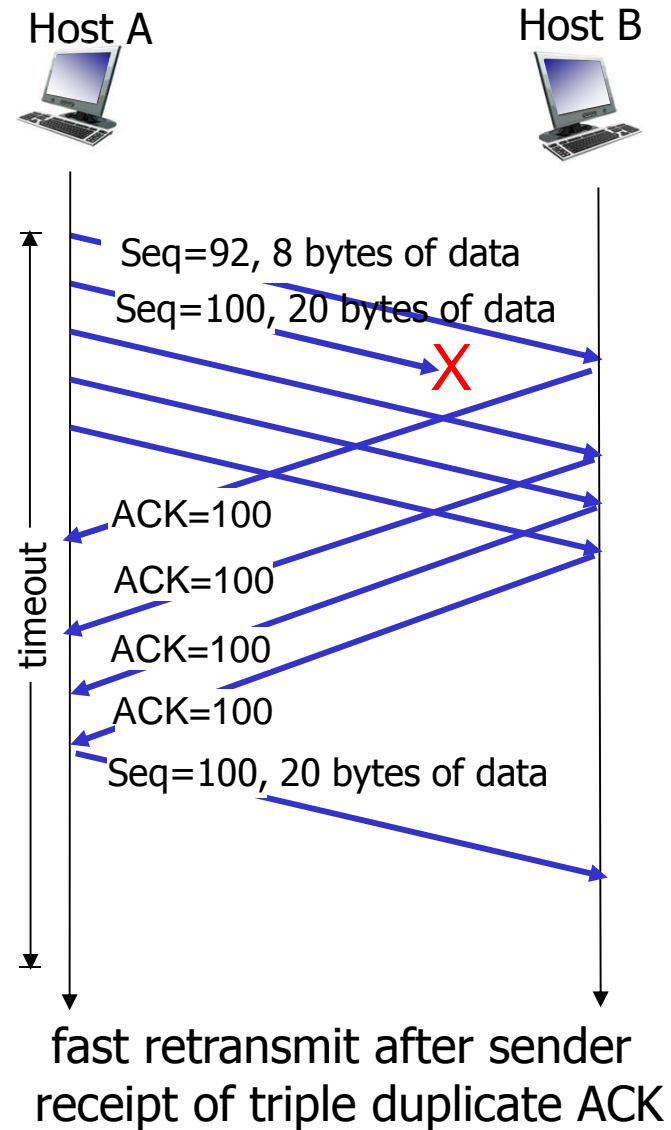 Host A
Host B
Seq=92, 8 bytes of data
Seq=100, 20 bytes of data
X
ACK=100
ACK=100
timeout
ACK=100
ACK=100
Seq=100, 20 bytes of data
fast retransmit after sender
receipt of triple duplicate ACK